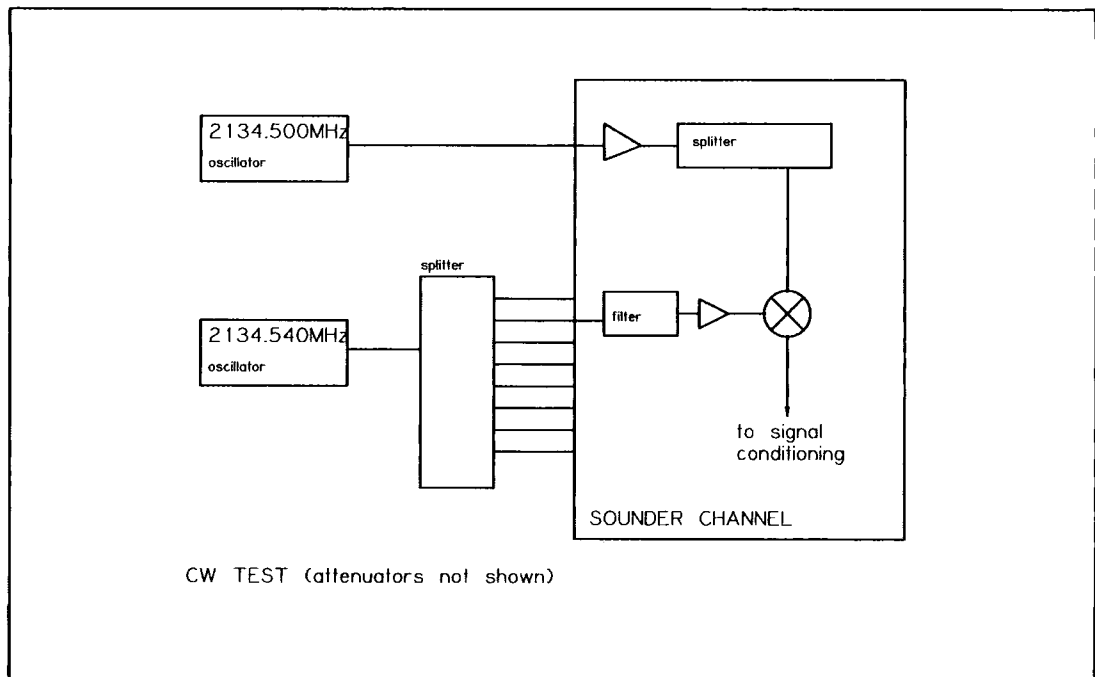 2134.500MHz
oscillator
splitter
splitter
2134.540MHz
oscillator
filter
to signal
conditioning
SOUNDER CHANNEL
CW TEST (attenuators not shown)